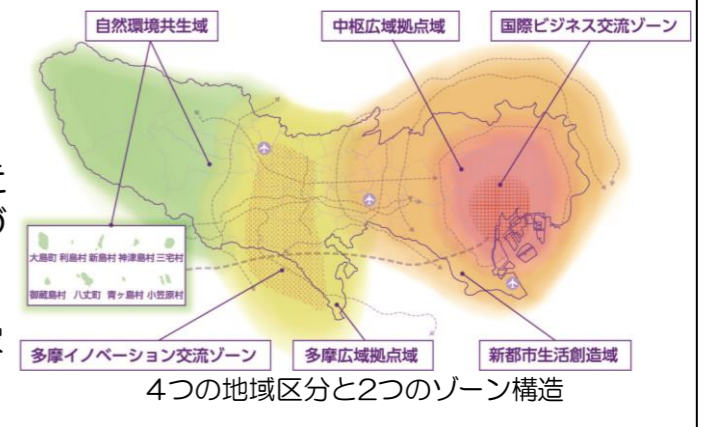 自然環境共生域
中枢広域拠点域
国際ビジネス交流ゾーン
大島町 利島村 新島村 神津島村 三宅村
御蔵島村 八丈町 青ヶ島村 小笠原村
多摩イノベーション交流ゾーン
多摩広域拠点域
新都市生活創造域
4つの地域区分と2つのゾーン構造